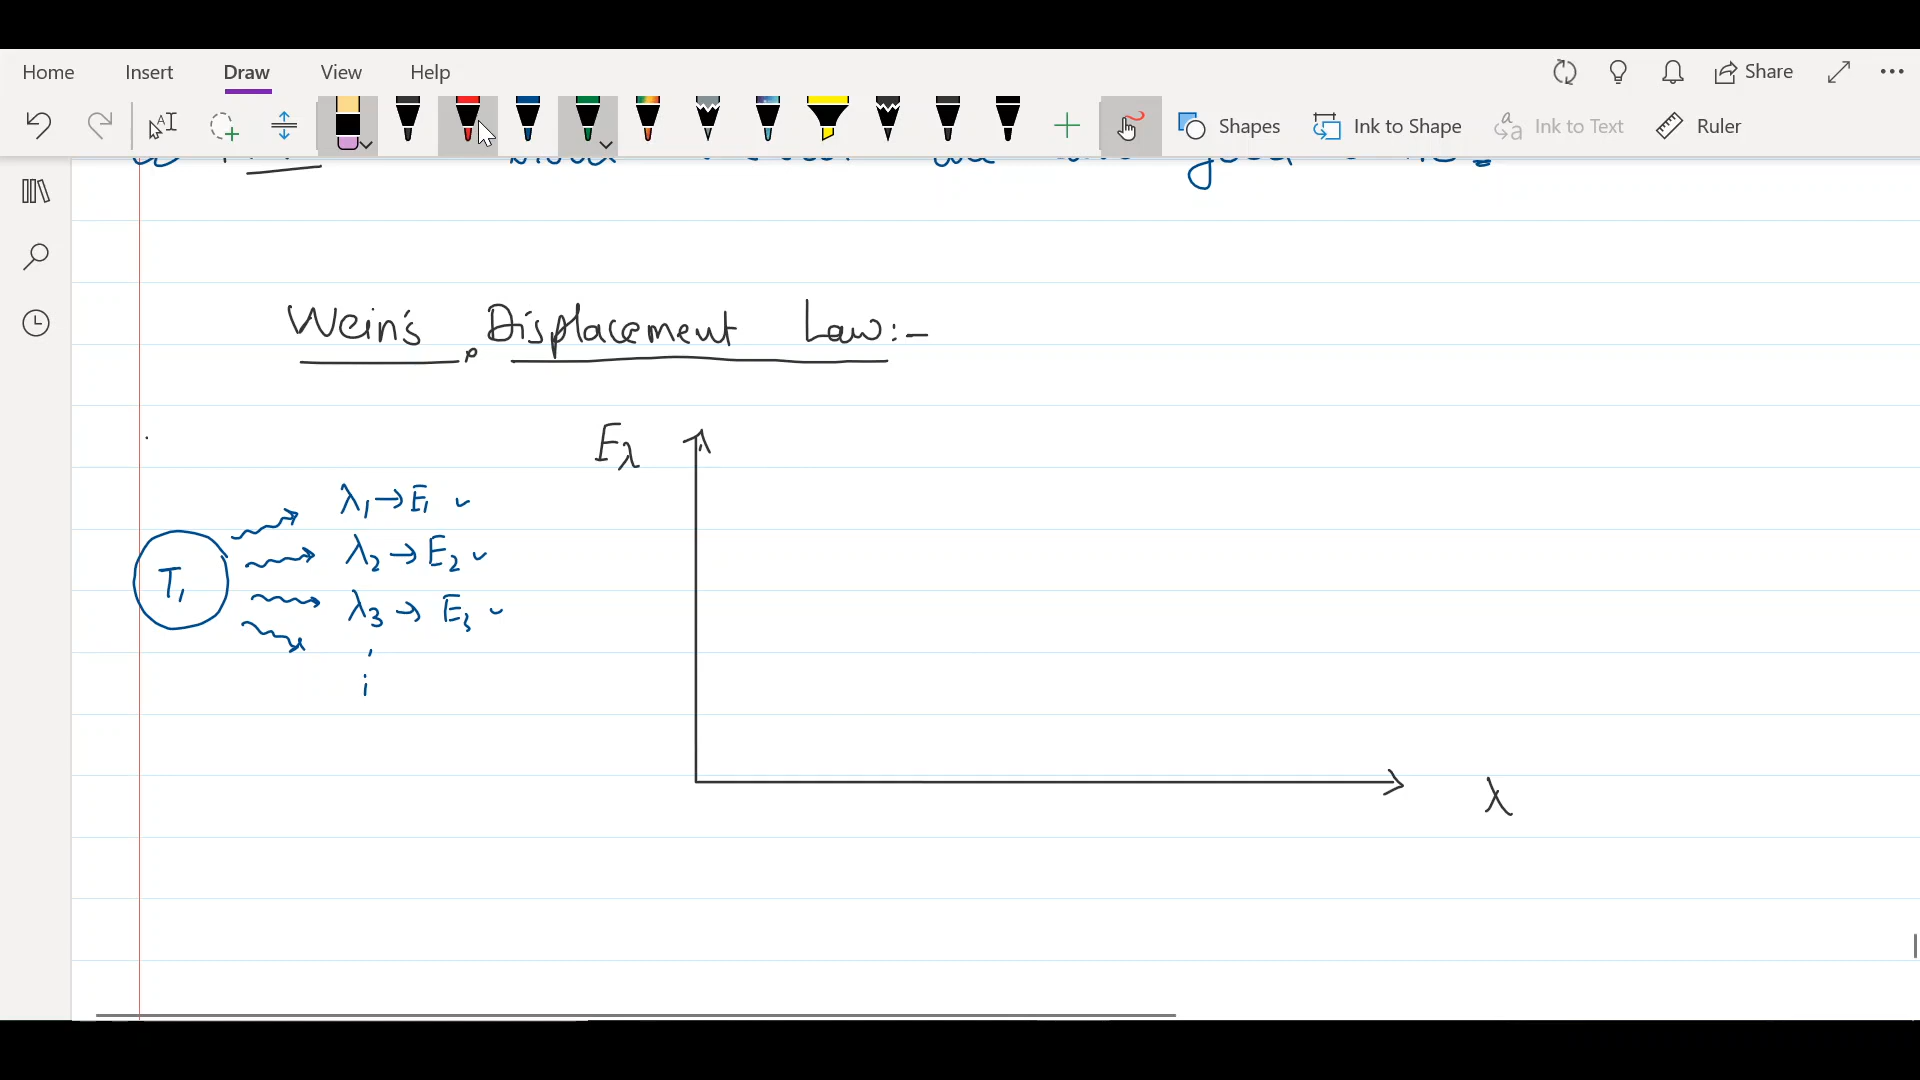 Home Insert Draw View Help Share
Shapes Ink to Shape Ink to Text Ruler
Wein's Displacement Law:-
Eλ
λ1→E1
λ2→E2
T1
λ3→E3
λ